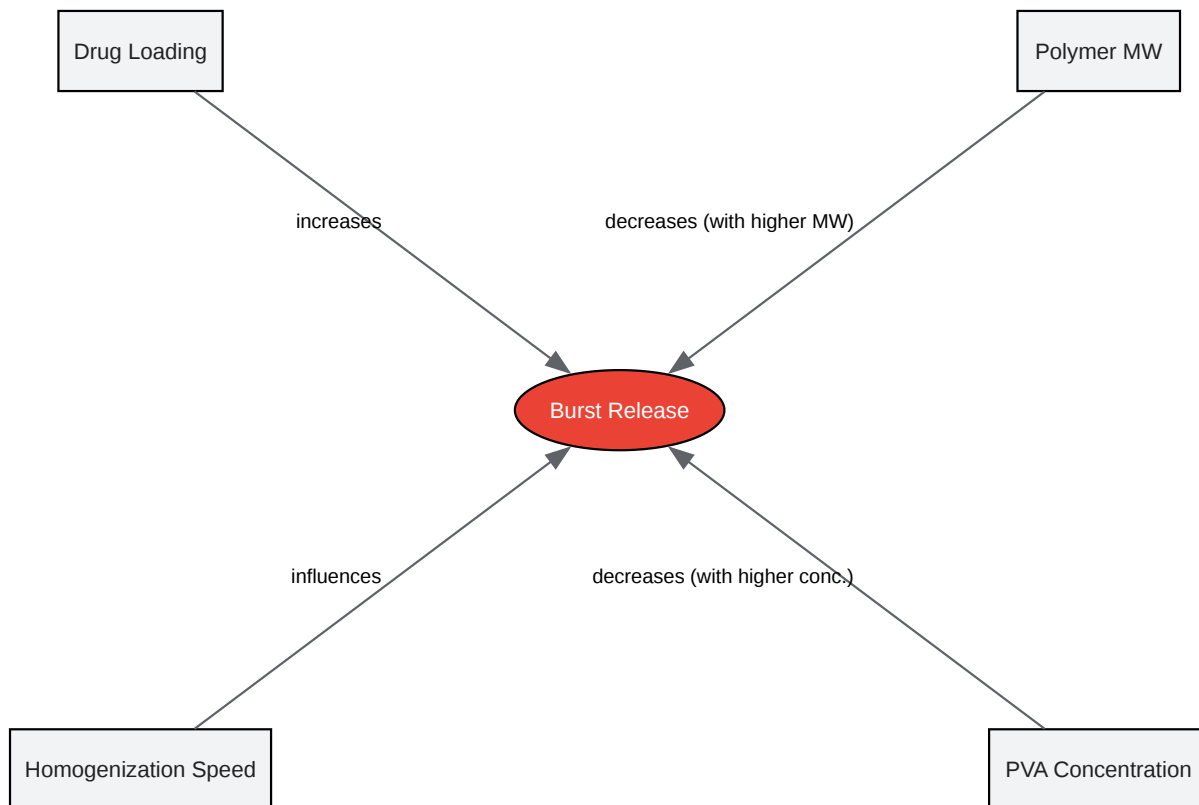 Drug Loading
Polymer MW
increases
decreases (with higher MW)
Burst Release
influences
decreases (with higher conc.)
Homogenization Speed
PVA Concentration